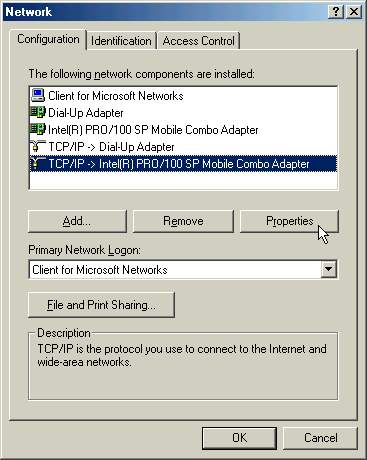 Network
Configuration Identification Access Control
The following network components are installed:
Client for Microsoft Networks
Dial-Up Adapter
Intel(R) PRO/100 SP Mobile Combo Adapter
TCP/IP -> Dial-Up Adapter
TCP/IP -> Intel(R) PRO/100 SP Mobile Combo Adapter
Add... Remove Properties
Primary Network Logon:
Client for Microsoft Networks
File and Print Sharing...
Description
TCP/IP is the protocol you use to connect to the Internet and
wide-area networks.
OK Cancel